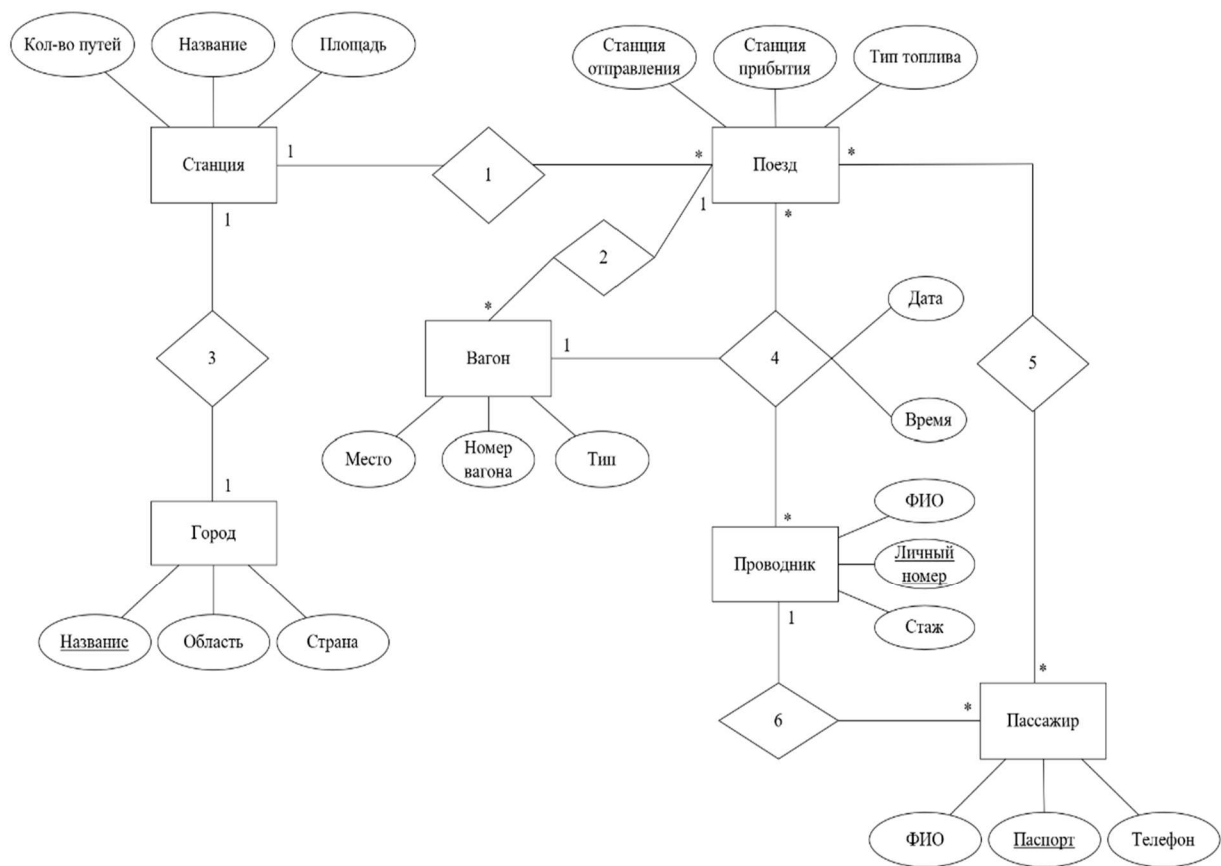 Кол-во путей
Название
Площадь
Станция
отправления
Станция
прибытия
Тип топлива
Станция
1
1
*
Поезд
*
1
1
*
2
*
Дата
Вагон
1
4
3
5
Время
Место
Номер
вагона
Тип
1
ФИО
*
Город
Проводник
Личный
номер
Стаж
1
Название
Область
Страна
*
6
*
Пассажир
ФИО
Паспорт
Телефон